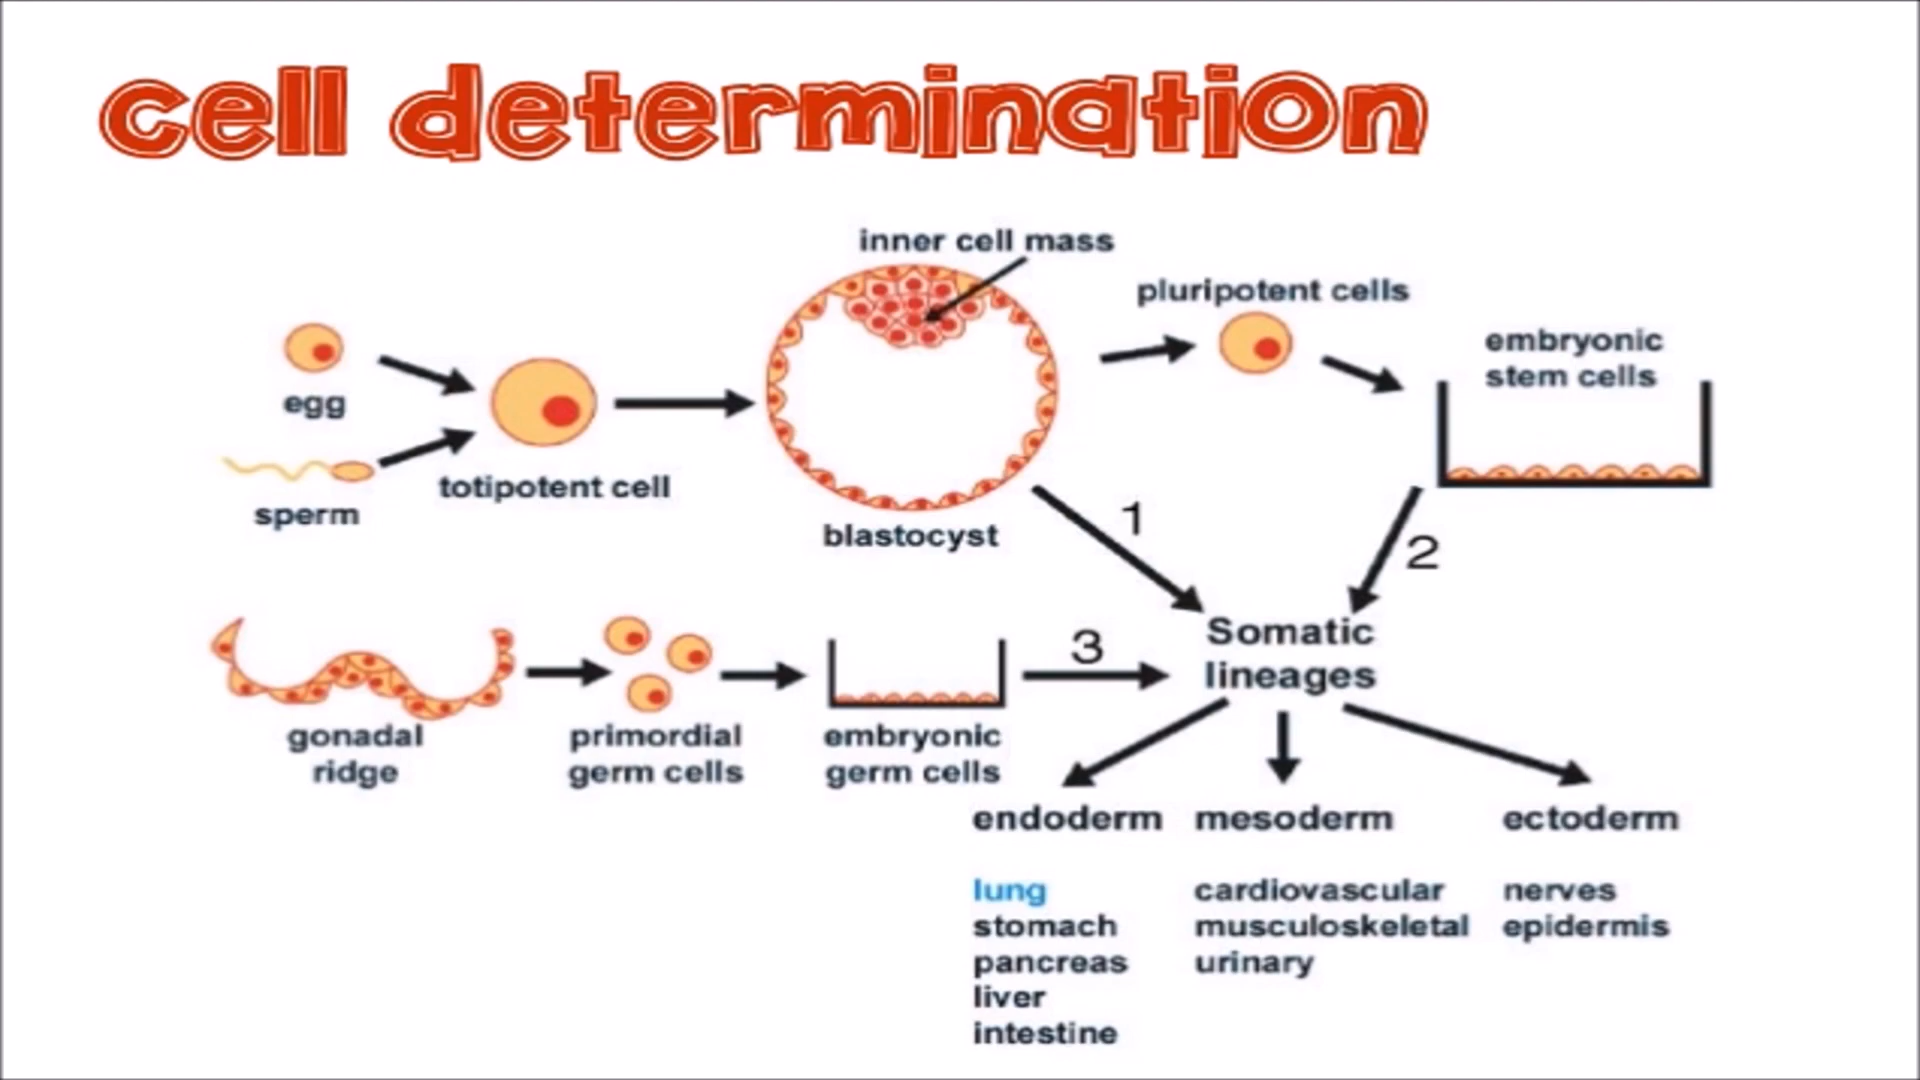 cell determination
inner cell mass
pluripotent cells
embryonic
stem cells
egg
totipotent cell
sperm
blastocyst
1
2
3
Somatic
lineages
gonadal
ridge
primordial
germ cells
embryonic
germ cells
endoderm
mesoderm
ectoderm
lung
stomach
pancreas
liver
intestine
cardiovascular
musculoskeletal
urinary
nerves
epidermis